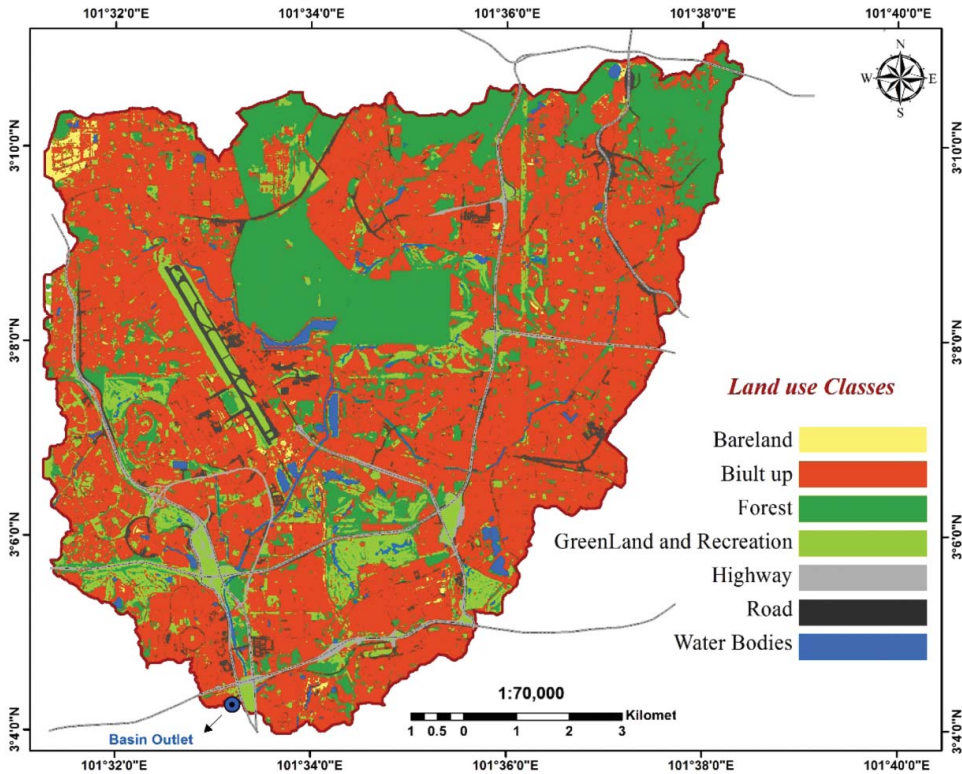 101°32'0"E 101°34'0"E 101°36'0"E 101°38'0"E 101°40'0"E
N
W E
S
3°10'0"N 3°10'0"N
3°8'0"N 3°8'0"N
Land use Classes
Bareland
Biult up
Forest
GreenLand and Recreation
Highway
Road
Water Bodies
3°6'0"N 3°6'0"N
1:70,000
Kilomet
1 0.5 0 1 2 3
3°4'0"N 3°4'0"N
Basin Outlet
101°32'0"E 101°34'0"E 101°36'0"E 101°38'0"E 101°40'0"E